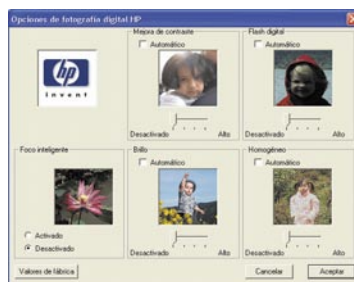 Opciones de fotografía digital HP
Mejora de contraste
Automático
Desactivado Alto
Flash digital
Automático
Desactivado Alto
hp
invent
Foco inteligente
Activado
Desactivado
Brillo
Automático
Desactivado Alto
Homogéneo
Automático
Desactivado Alto
Valores de fábrica
Cancelar
Aceptar